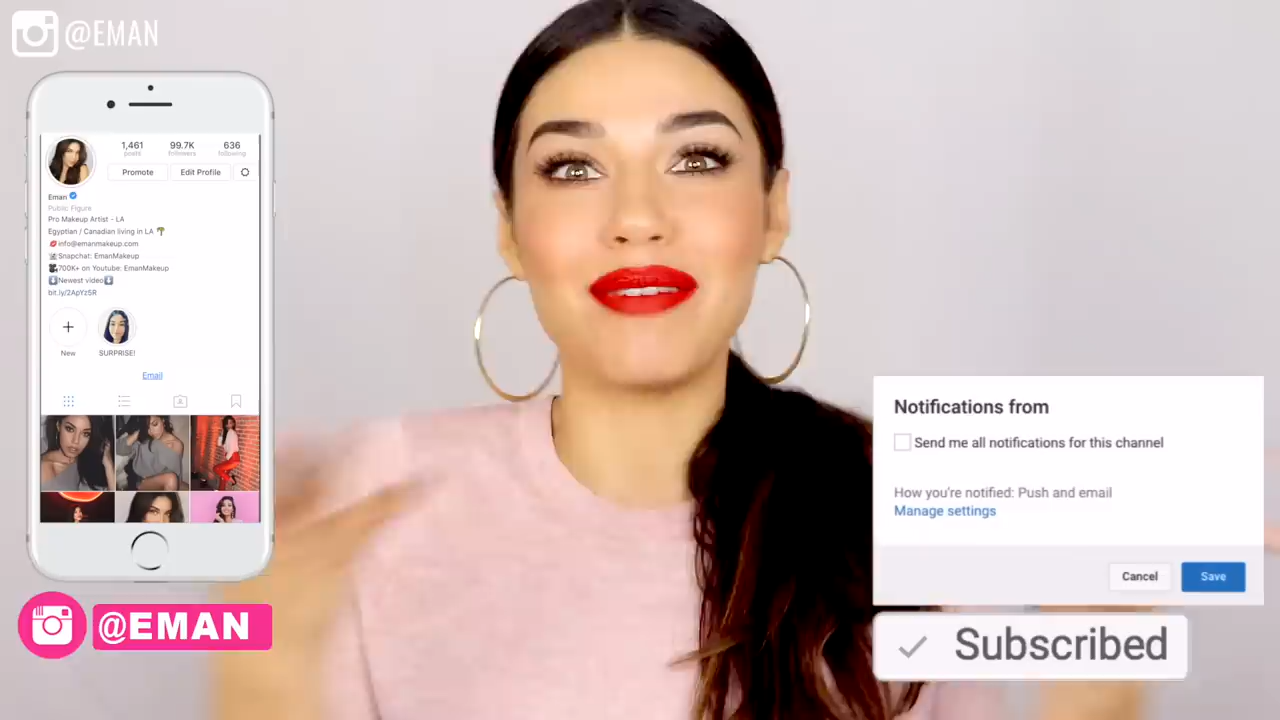 @EMAN
1,461 99.7K 636
posts followers following
Promote Edit Profile
Eman
Public Figure
Pro Makeup Artist - LA
Egyptian / Canadian living in LA
info@emanmakeup.com
Snapchat: EmanMakeup
700K+ on Youtube: EmanMakeup
Newest video
bit.ly/2ApYz5R
New SURPRISE!
Email
@EMAN
Notifications from
Send me all notifications for this channel
How you're notified: Push and email
Manage settings
Cancel Save
Subscribed